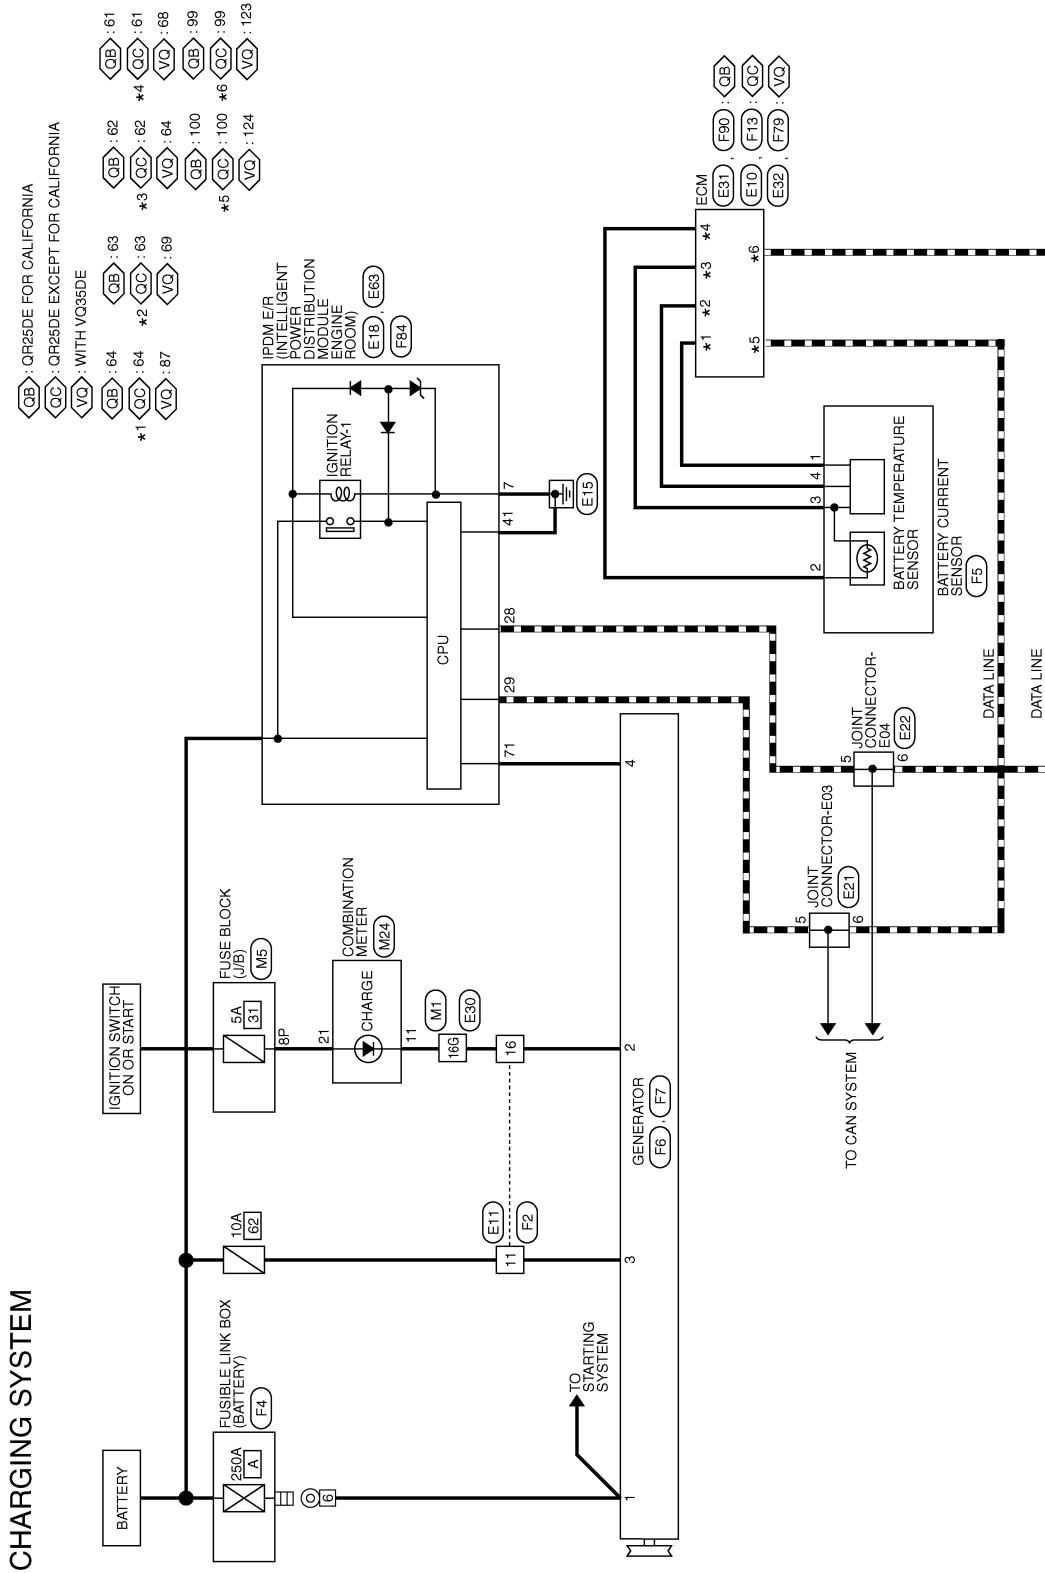 CHARGING SYSTEM
QB : QR25DE FOR CALIFORNIA
QC : QR25DE EXCEPT FOR CALIFORNIA
VQ : WITH VQ35DE
QB : 64
*1 QC : 64
VQ : 87
QB : 63
*2 QC : 63
VQ : 69
QB : 62
*3 QC : 62
VQ : 64
QB : 61
*4 QC : 61
VQ : 68
QB : 100
*5 QC : 100
VQ : 124
QB : 99
*6 QC : 99
VQ : 123
BATTERY
FUSIBLE LINK BOX
(BATTERY)
F4
250A
A
6
10A
62
IGNITION SWITCH
ON OR START
FUSE BLOCK
(J/B)
M5
5A
31
8P
21
COMBINATION
METER
M24
CHARGE
11
16G
M1
E30
16
E11
F2
11
TO
STARTING
SYSTEM
1
3
2
4
GENERATOR
F6 , F7
IPDM E/R
(INTELLIGENT
POWER
DISTRIBUTION
MODULE
ENGINE
ROOM)
E18 , E63
F84
IGNITION
RELAY-1
CPU
71
29
28
41
7
E15
ECM
E31 , F90 : QB
E10 , F13 : QC
E32 , F79 : VQ
*1
*2
*3
*4
*5
*6
2
3
4
1
BATTERY TEMPERATURE
SENSOR
BATTERY CURRENT
SENSOR
F5
JOINT
CONNECTOR-E03
E21
5
6
JOINT
CONNECTOR-
E04
E22
5
6
TO CAN SYSTEM
DATA LINE
DATA LINE